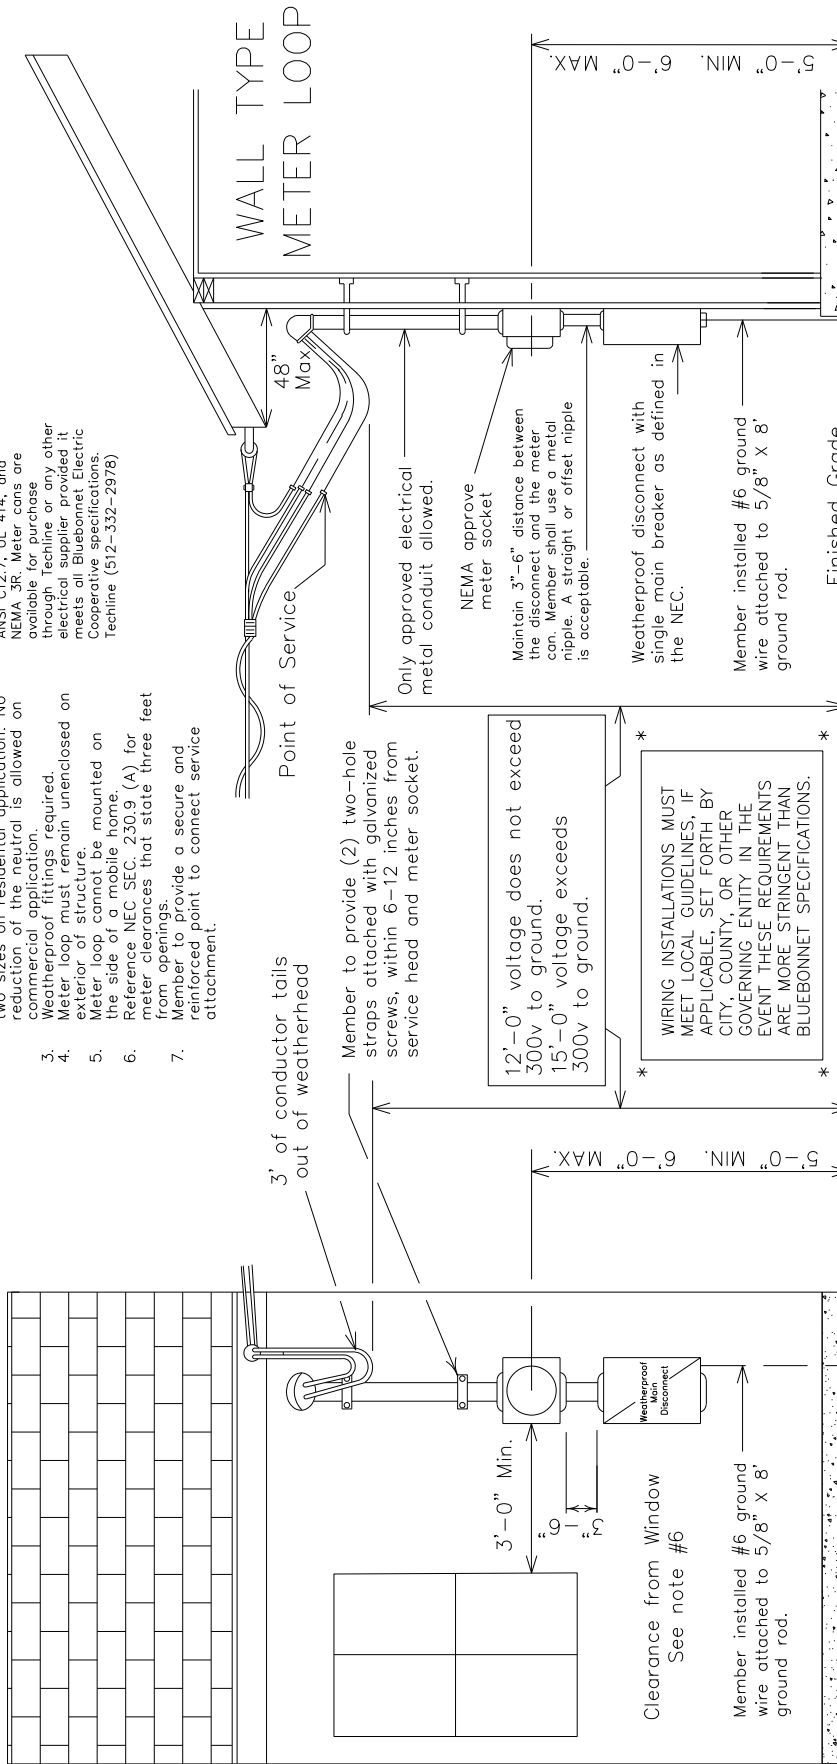 two sizes on residental application. No
reduction of the neutral is allowed on
commercial application.
3. Weatherproof fittings required.
4. Meter loop must remain unenclosed on
exterior of structure.
5. Meter loop cannot be mounted on
the side of a mobile home.
6. Reference NEC SEC. 230.9 (A) for
meter clearances that state three feet
from openings.
7. Member to provide a secure and
reinforced point to connect service
attachment.
ANSI C12.7, UL 414, and
NEMA 3R. Meter cans are
available for purchase
through Techline or any other
electrical supplier provided it
meets all Bluebonnet Electric
Cooperative specifications.
Techline (512-332-2978)
WALL TYPE
METER LOOP
48"
Max
Point of Service
3' of conductor tails
out of weatherhead
Member to provide (2) two-hole
straps attached with galvanized
screws, within 6-12 inches from
service head and meter socket.
Only approved electrical
metal conduit allowed.
NEMA approve
meter socket
Maintain 3"-6" distance between
the disconnect and the meter
can. Member shall use a metal
nipple. A straight or offset nipple
is acceptable.
Weatherproof disconnect with
single main breaker as defined in
the NEC.
Member installed #6 ground
wire attached to 5/8" X 8'
ground rod.
Finished Grade
5'-0" MIN. 6'-0" MAX.
12'-0" voltage does not exceed
300v to ground.
15'-0" voltage exceeds
300v to ground.
* *
WIRING INSTALLATIONS MUST
MEET LOCAL GUIDELINES, IF
APPLICABLE, SET FORTH BY
CITY, COUNTY, OR OTHER
GOVERNING ENTITY IN THE
EVENT THESE REQUIREMENTS
ARE MORE STRINGENT THAN
BLUEBONNET SPECIFICATIONS.
* *
5'-0" MIN. 6'-0" MAX.
3'-0" Min.
3"-6"
Weatherproof
Main
Disconnect
Clearance from Window
See note #6
Member installed #6 ground
wire attached to 5/8" X 8'
ground rod.